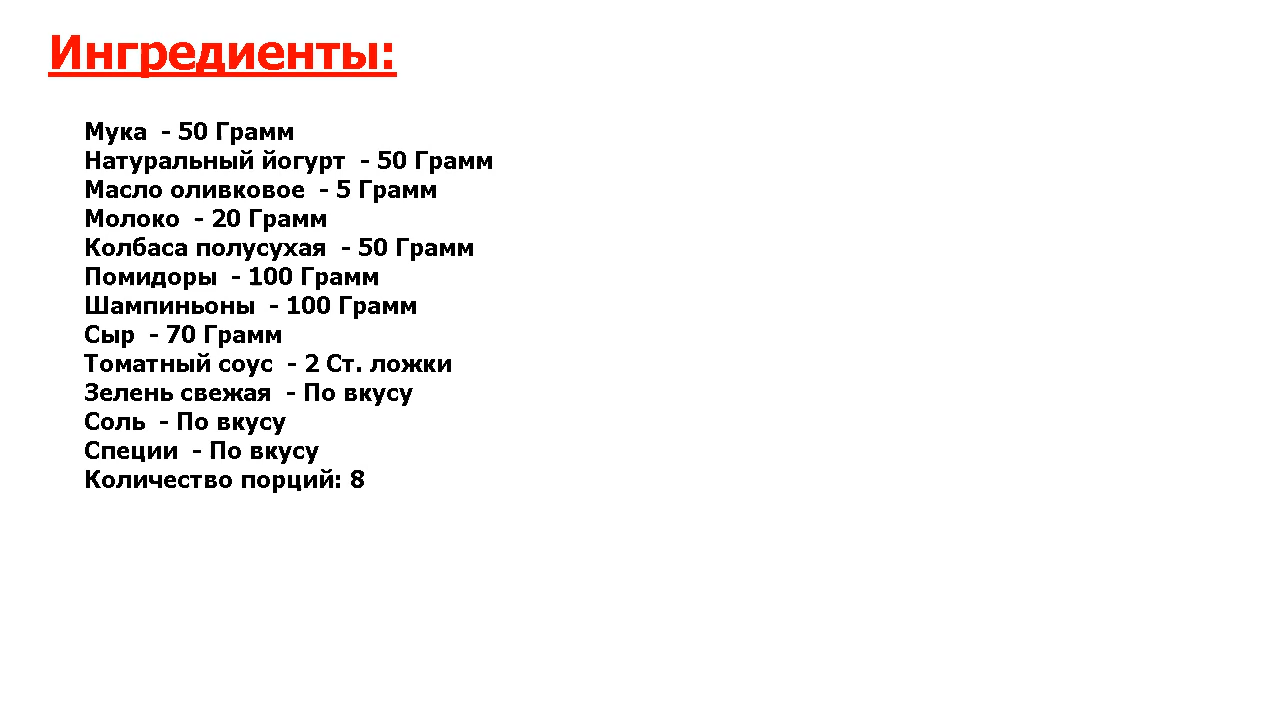 Ингредиенты:
Мука - 50 Грамм
Натуральный йогурт - 50 Грамм
Масло оливковое - 5 Грамм
Молоко - 20 Грамм
Колбаса полусухая - 50 Грамм
Помидоры - 100 Грамм
Шампиньоны - 100 Грамм
Сыр - 70 Грамм
Томатный соус - 2 Ст. ложки
Зелень свежая - По вкусу
Соль - По вкусу
Специи - По вкусу
Количество порций: 8